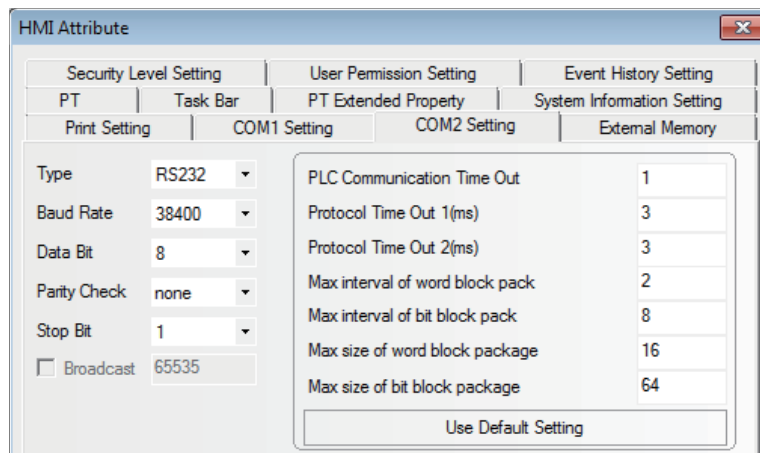 HMI Attribute
Security Level Setting User Permission Setting Event History Setting
PT Task Bar PT Extended Property System Information Setting
Print Setting COM1 Setting COM2 Setting External Memory
Type RS232
Baud Rate 38400
Data Bit 8
Parity Check none
Stop Bit 1
Broadcast 65535
PLC Communication Time Out 1
Protocol Time Out 1(ms) 3
Protocol Time Out 2(ms) 3
Max interval of word block pack 2
Max interval of bit block pack 8
Max size of word block package 16
Max size of bit block package 64
Use Default Setting